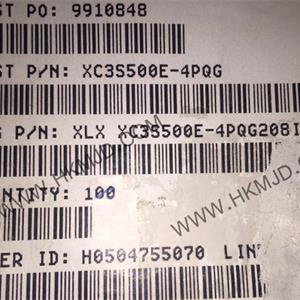 ST PO: 9910848
ST P/N: XC3S500E-4PQG
G P/N: XLX XC3S500E-4PQG208I
NTITY: 100
ER ID: H0504755070 LIN
WWW.HKMJD.COM
WWW.HKMJD.